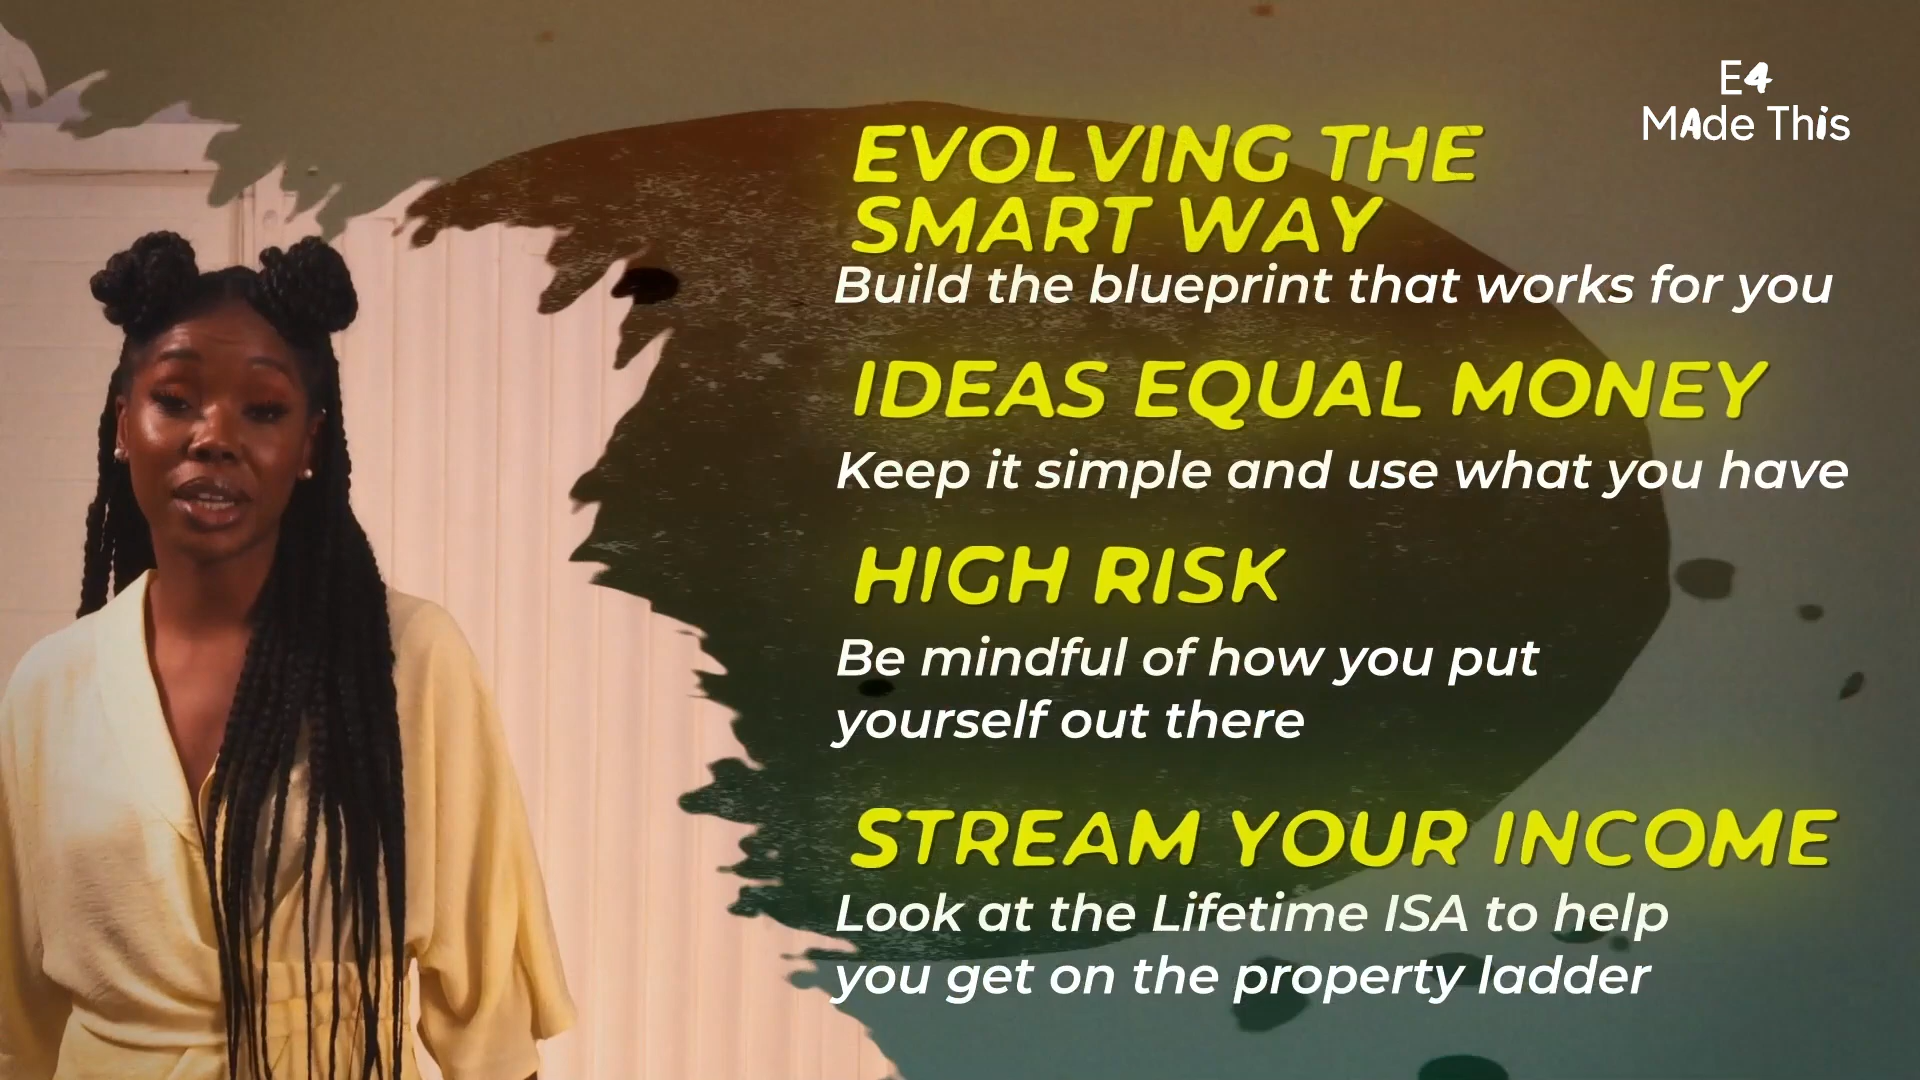 E4
Made This
EVOLVING THE
SMART WAY
Build the blueprint that works for you
IDEAS EQUAL MONEY
Keep it simple and use what you have
HIGH RISK
Be mindful of how you put
yourself out there
STREAM YOUR INCOME
Look at the Lifetime ISA to help
you get on the property ladder